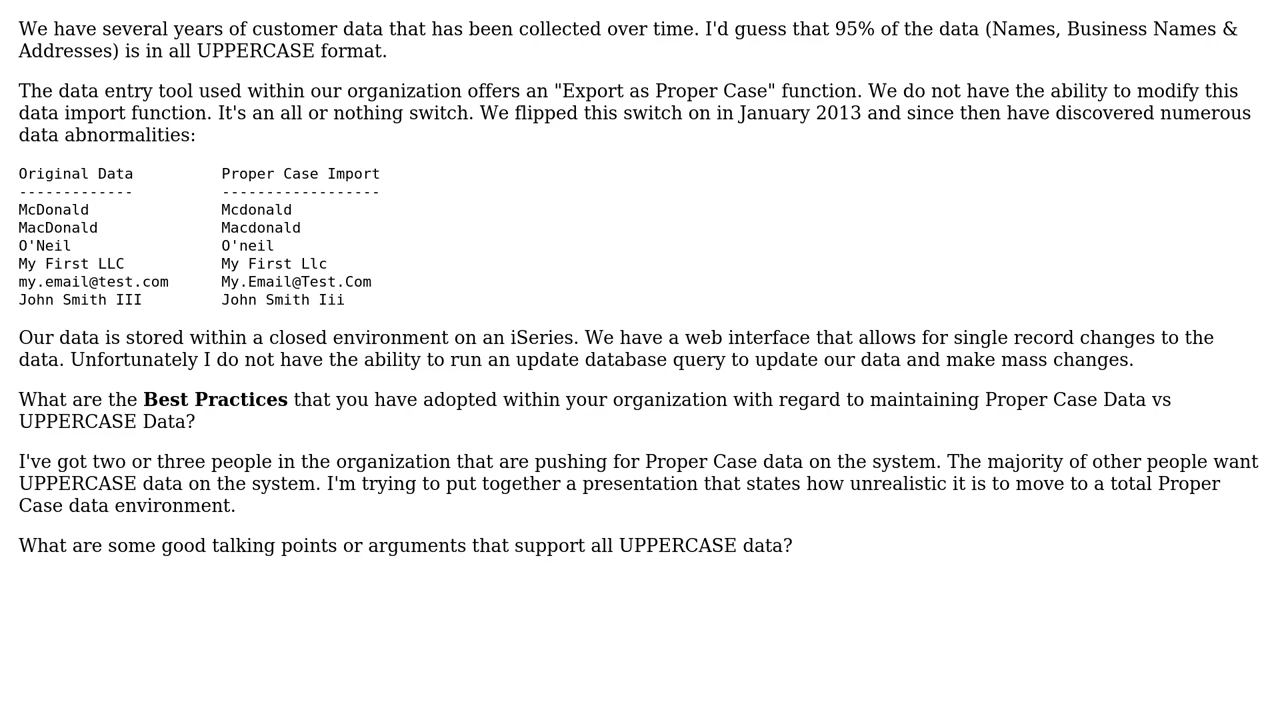 We have several years of customer data that has been collected over time. I'd guess that 95% of the data (Names, Business Names &
Addresses) is in all UPPERCASE format.
The data entry tool used within our organization offers an "Export as Proper Case" function. We do not have the ability to modify this
data import function. It's an all or nothing switch. We flipped this switch on in January 2013 and since then have discovered numerous
data abnormalities:
Original Data          Proper Case Import
-------------          ------------------
McDonald               Mcdonald
MacDonald              Macdonald
O'Neil                 O'neil
My First LLC           My First Llc
my.email@test.com      My.Email@Test.Com
John Smith III         John Smith Iii
Our data is stored within a closed environment on an iSeries. We have a web interface that allows for single record changes to the
data. Unfortunately I do not have the ability to run an update database query to update our data and make mass changes.
What are the Best Practices that you have adopted within your organization with regard to maintaining Proper Case Data vs
UPPERCASE Data?
I've got two or three people in the organization that are pushing for Proper Case data on the system. The majority of other people want
UPPERCASE data on the system. I'm trying to put together a presentation that states how unrealistic it is to move to a total Proper
Case data environment.
What are some good talking points or arguments that support all UPPERCASE data?